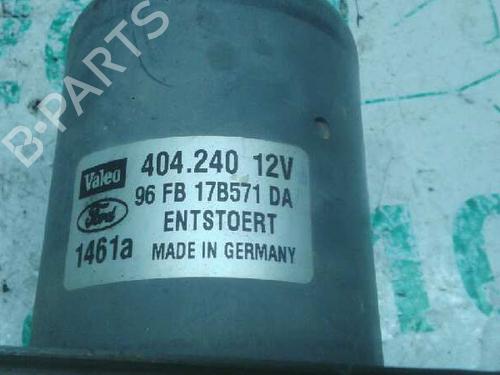 B-PARTS
Valeo 404.240 12V
Ford 96 FB 17B571 DA
ENTSTOERT
1461a MADE IN GERMANY